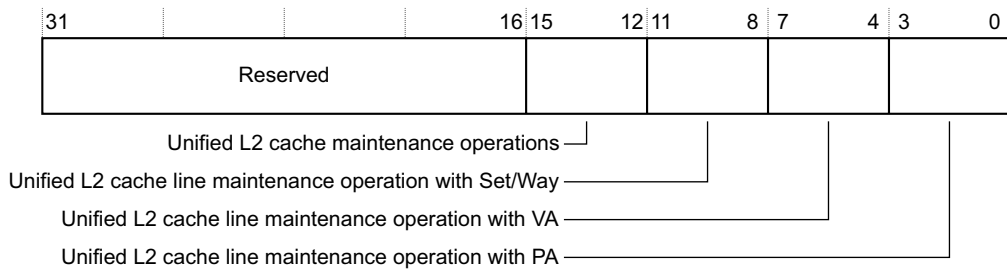 31 16 15 12 11 8 7 4 3 0
Reserved
Unified L2 cache maintenance operations
Unified L2 cache line maintenance operation with Set/Way
Unified L2 cache line maintenance operation with VA
Unified L2 cache line maintenance operation with PA